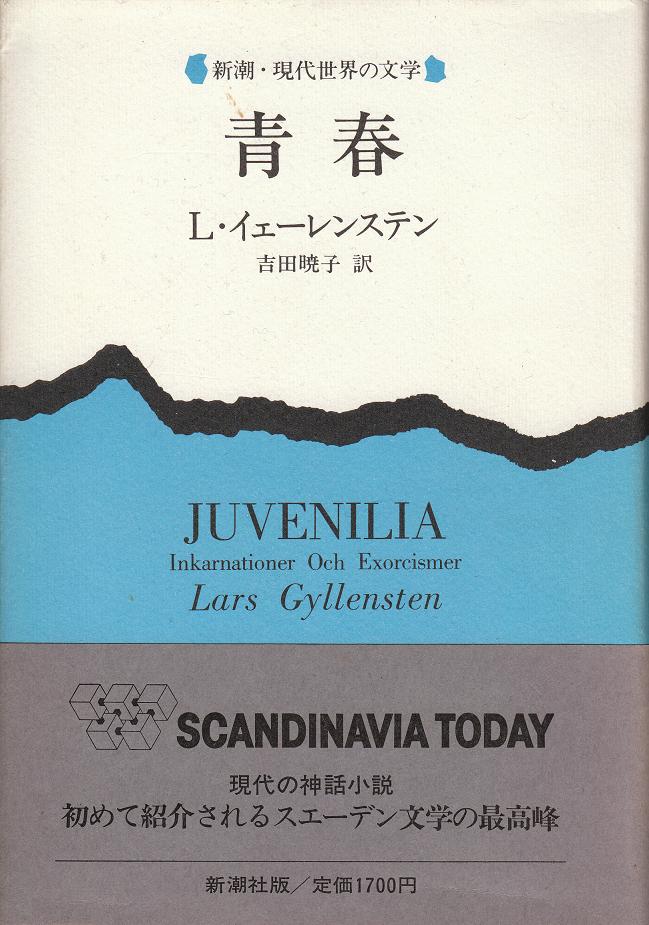 新潮・現代世界の文学
青春
L・イェーレンステン
吉田暁子 訳
JUVENILIA
Inkarnationer Och Exorcismer
Lars Gyllensten
SCANDINAVIA TODAY
現代の神話小説
初めて紹介されるスエーデン文学の最高峰
新潮社版／定価1700円